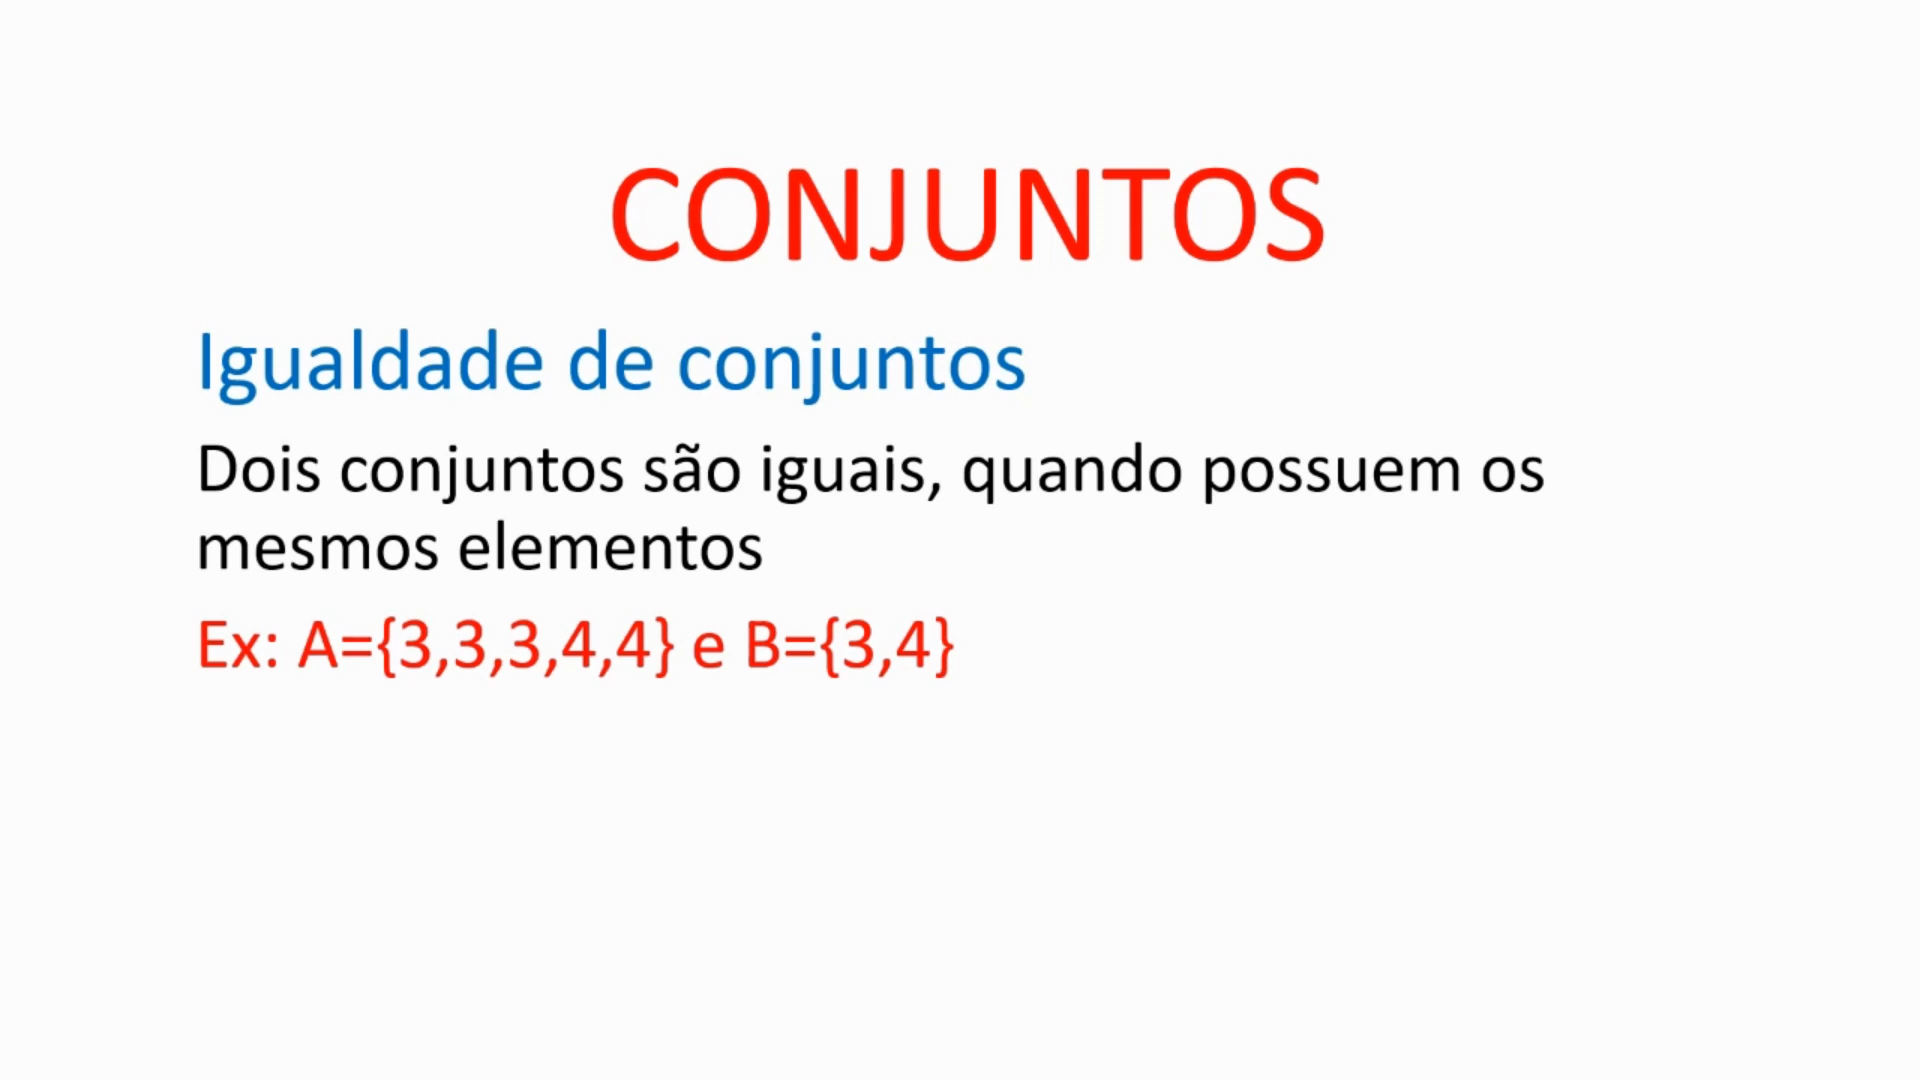 CONJUNTOS
Igualdade de conjuntos
Dois conjuntos são iguais, quando possuem os
mesmos elementos
Ex: A={3,3,3,4,4} e B={3,4}